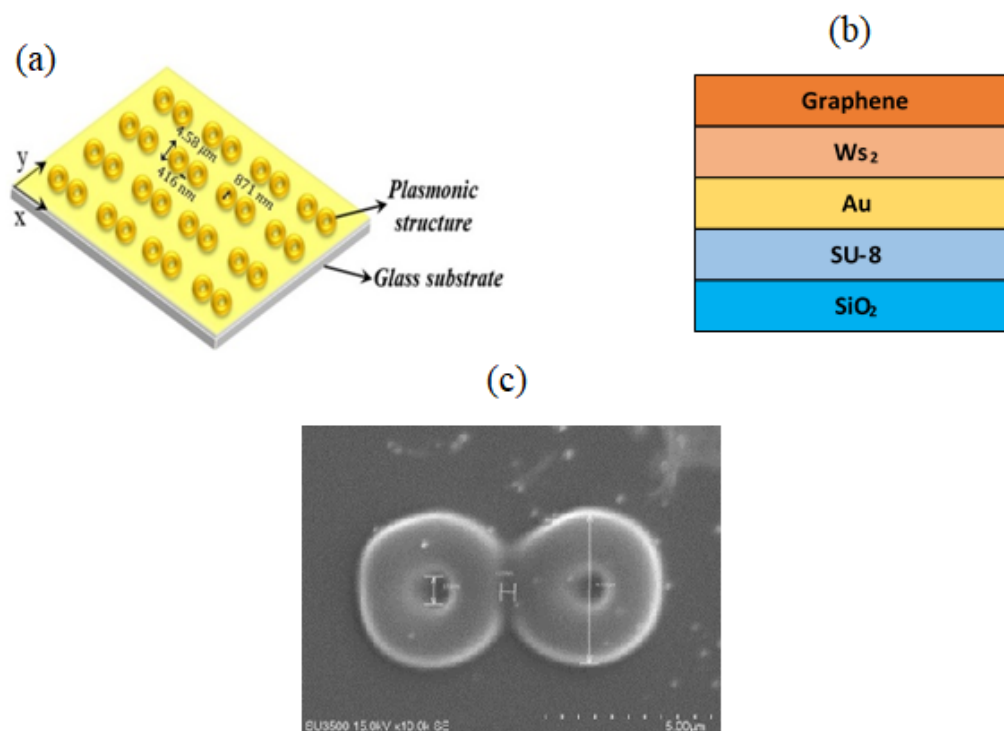 (a)
4.58 μm
416 nm
871 nm
y
x
Plasmonic
structure
Glass substrate
(b)
Graphene
Ws₂
Au
SU-8
SiO₂
(c)
SU3500 15.0kV x10.0k SE
5.00μm